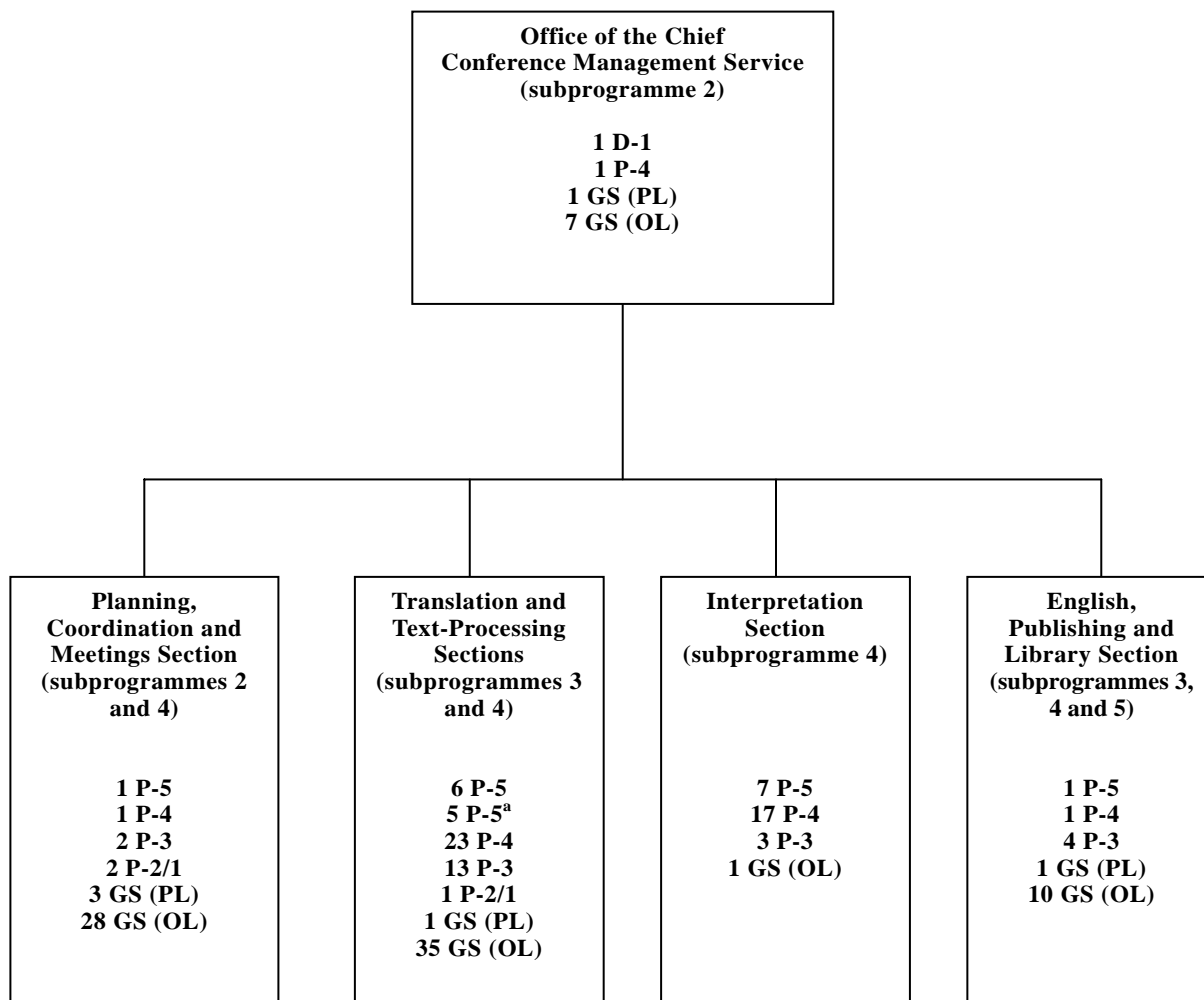 Office of the Chief
Conference Management Service
(subprogramme 2)
1 D-1
1 P-4
1 GS (PL)
7 GS (OL)
Planning,
Coordination and
Meetings Section
(subprogrammes 2
and 4)
1 P-5
1 P-4
2 P-3
2 P-2/1
3 GS (PL)
28 GS (OL)
Translation and
Text-Processing
Sections
(subprogrammes 3
and 4)
6 P-5
5 P-5ᵃ
23 P-4
13 P-3
1 P-2/1
1 GS (PL)
35 GS (OL)
Interpretation
Section
(subprogramme 4)
7 P-5
17 P-4
3 P-3
1 GS (OL)
English,
Publishing and
Library Section
(subprogrammes 3,
4 and 5)
1 P-5
1 P-4
4 P-3
1 GS (PL)
10 GS (OL)